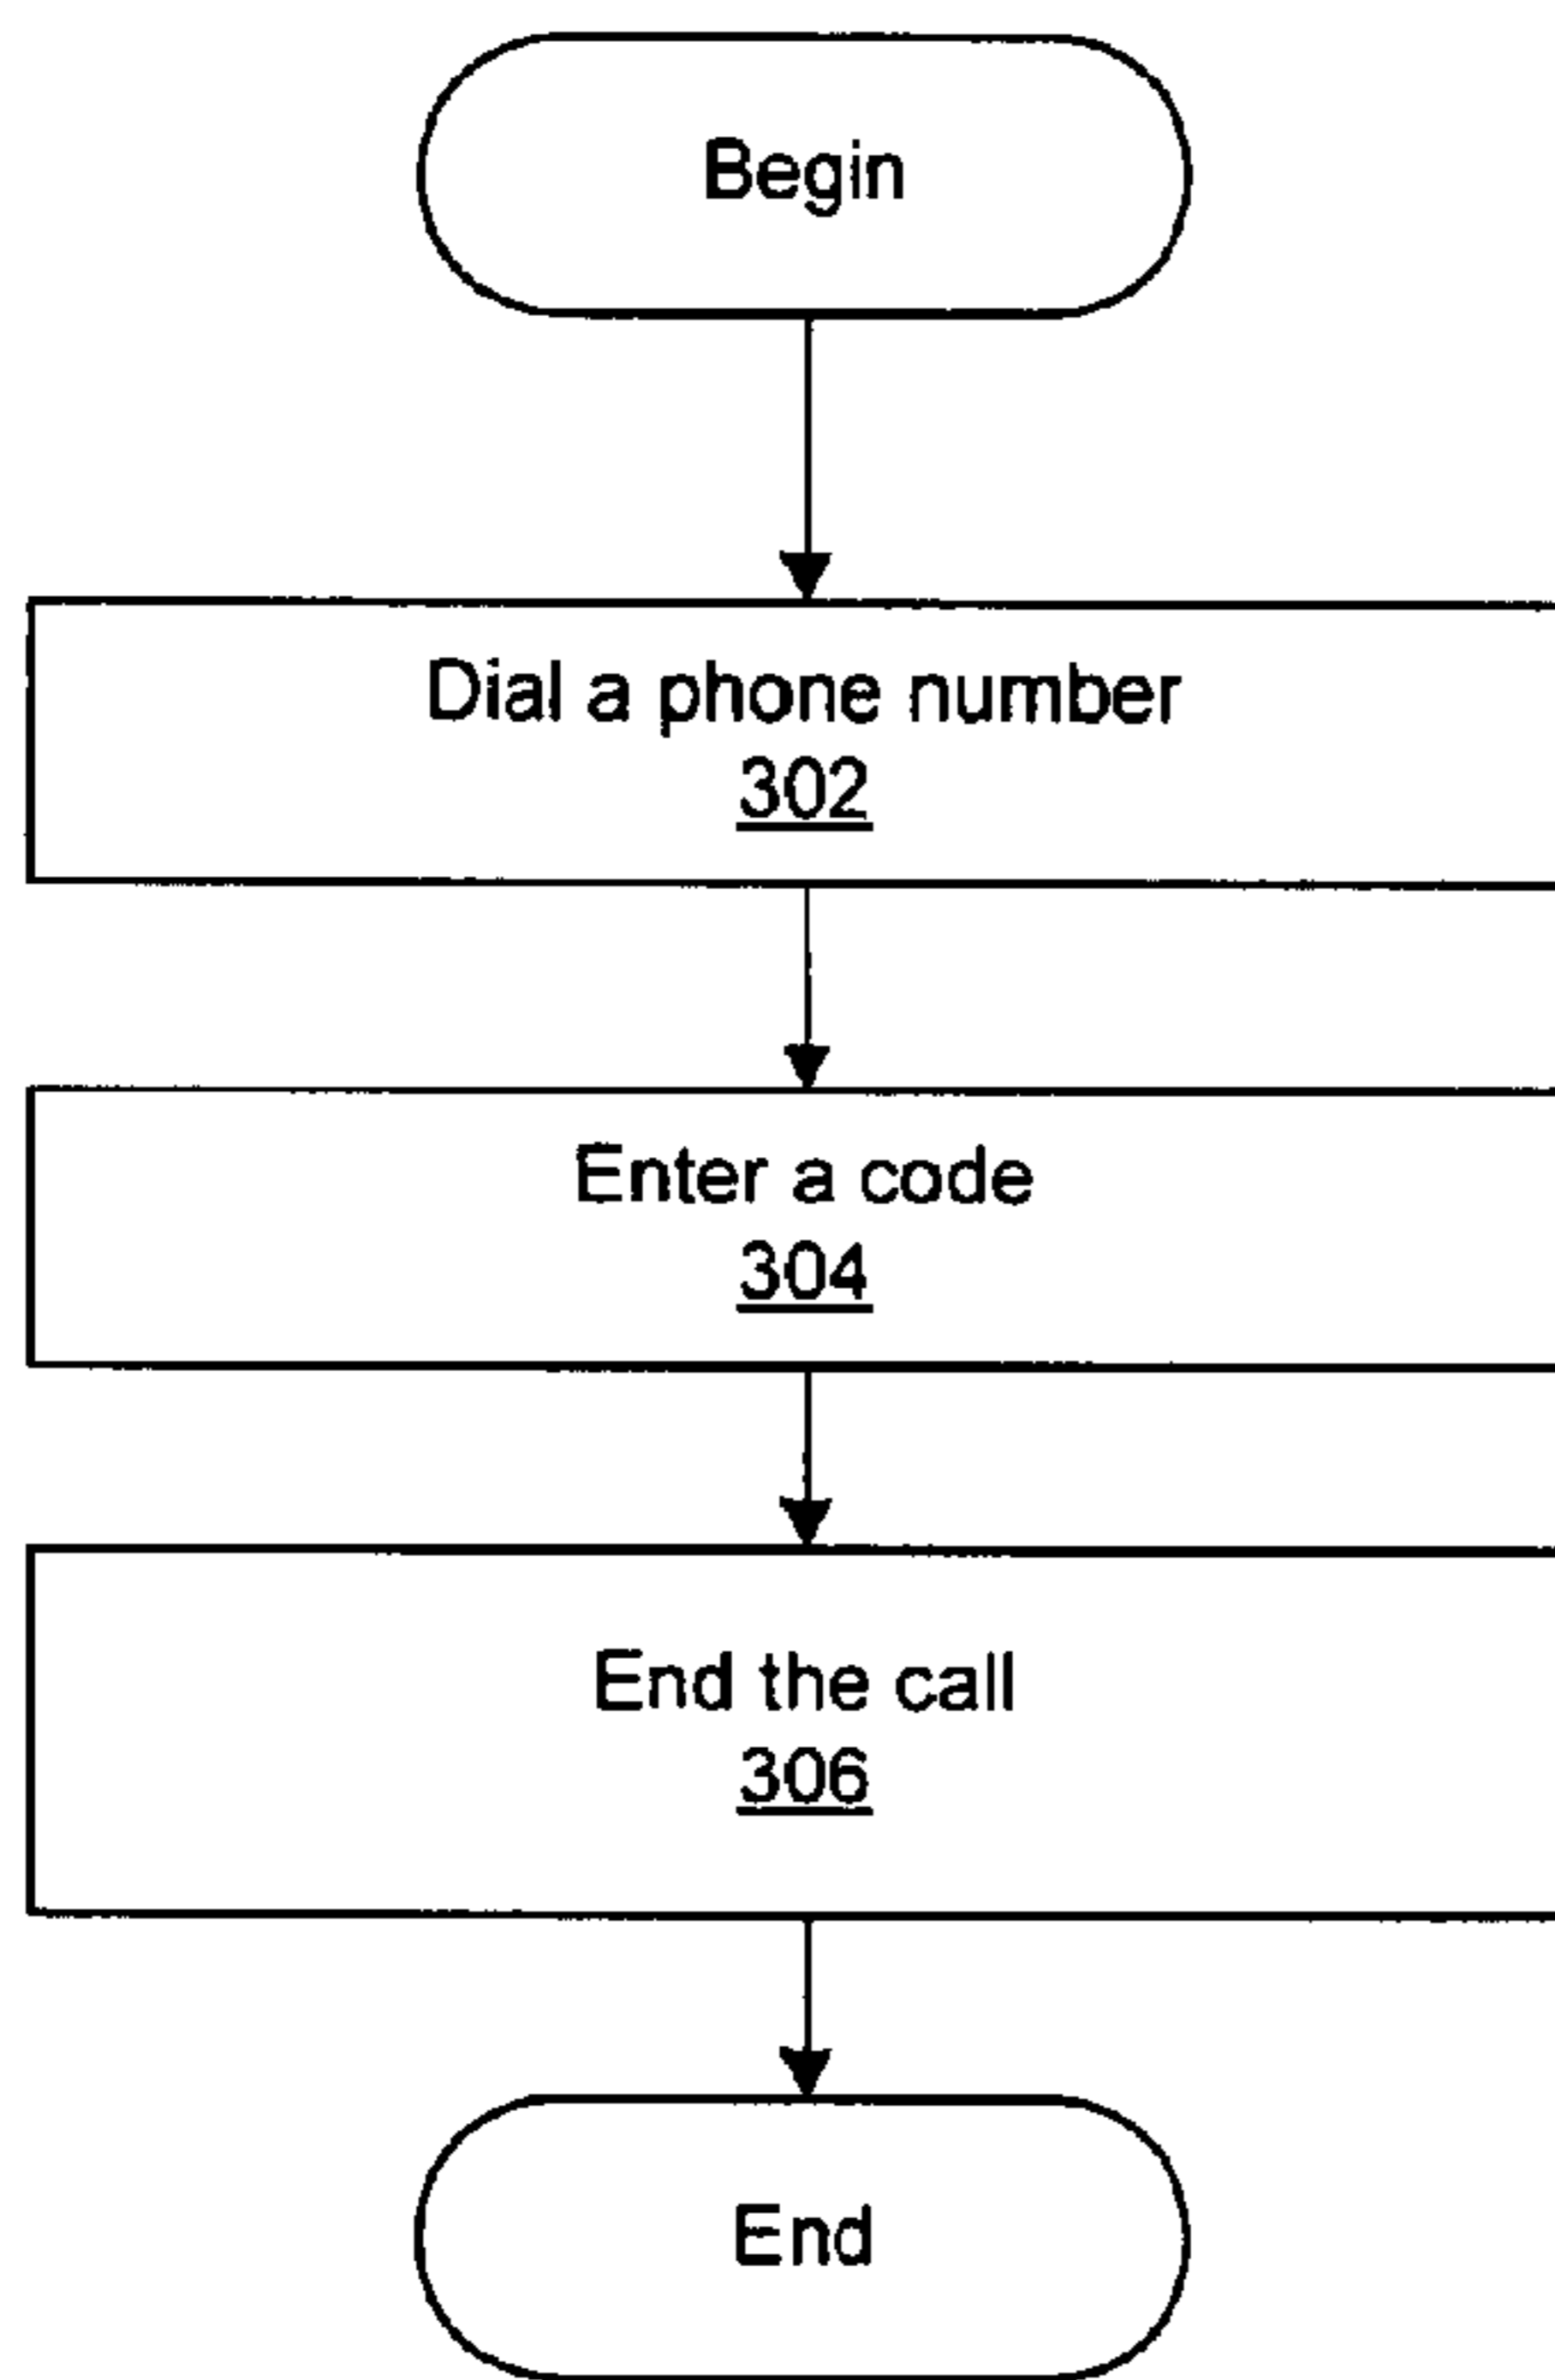 Begin
Dial a phone number
302
Enter a code
304
End the call
306
End